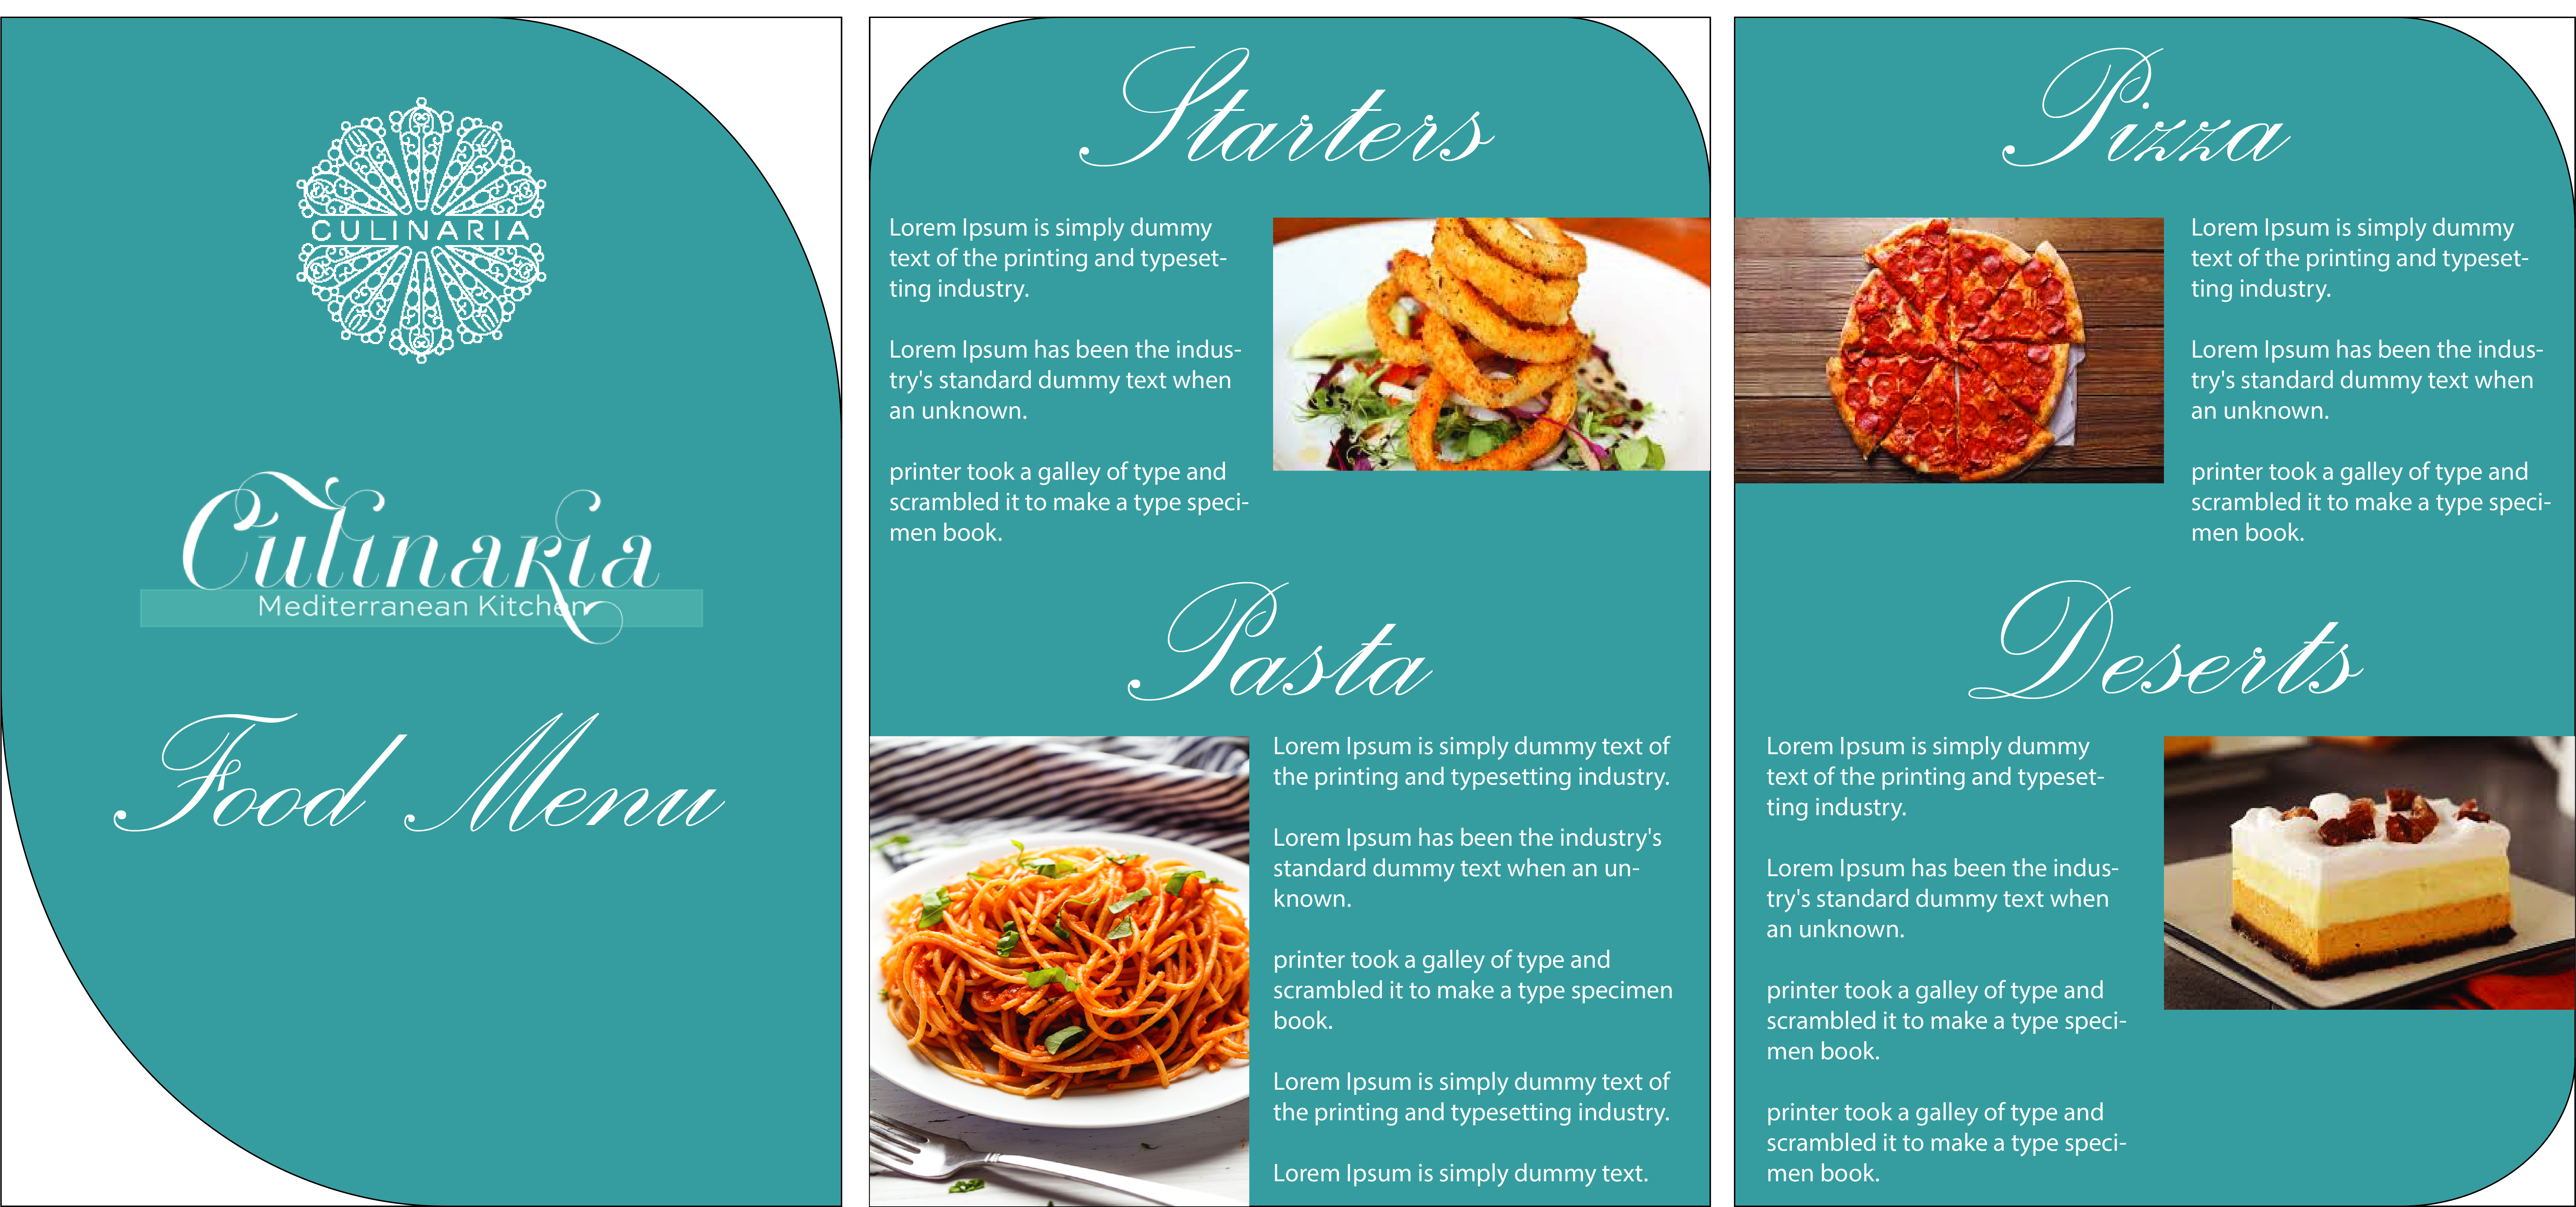 CULINARIA
Culinaria
Mediterranean Kitchen
Food Menu
Starters
Lorem Ipsum is simply dummy
text of the printing and typeset-
ting industry.
Lorem Ipsum has been the indus-
try's standard dummy text when
an unknown.
printer took a galley of type and
scrambled it to make a type speci-
men book.
Pasta
Lorem Ipsum is simply dummy text of
the printing and typesetting industry.
Lorem Ipsum has been the industry's
standard dummy text when an un-
known.
printer took a galley of type and
scrambled it to make a type specimen
book.
Lorem Ipsum is simply dummy text of
the printing and typesetting industry.
Lorem Ipsum is simply dummy text.
Pizza
Lorem Ipsum is simply dummy
text of the printing and typeset-
ting industry.
Lorem Ipsum has been the indus-
try's standard dummy text when
an unknown.
printer took a galley of type and
scrambled it to make a type speci-
men book.
Deserts
Lorem Ipsum is simply dummy
text of the printing and typeset-
ting industry.
Lorem Ipsum has been the indus-
try's standard dummy text when
an unknown.
printer took a galley of type and
scrambled it to make a type speci-
men book.
printer took a galley of type and
scrambled it to make a type speci-
men book.